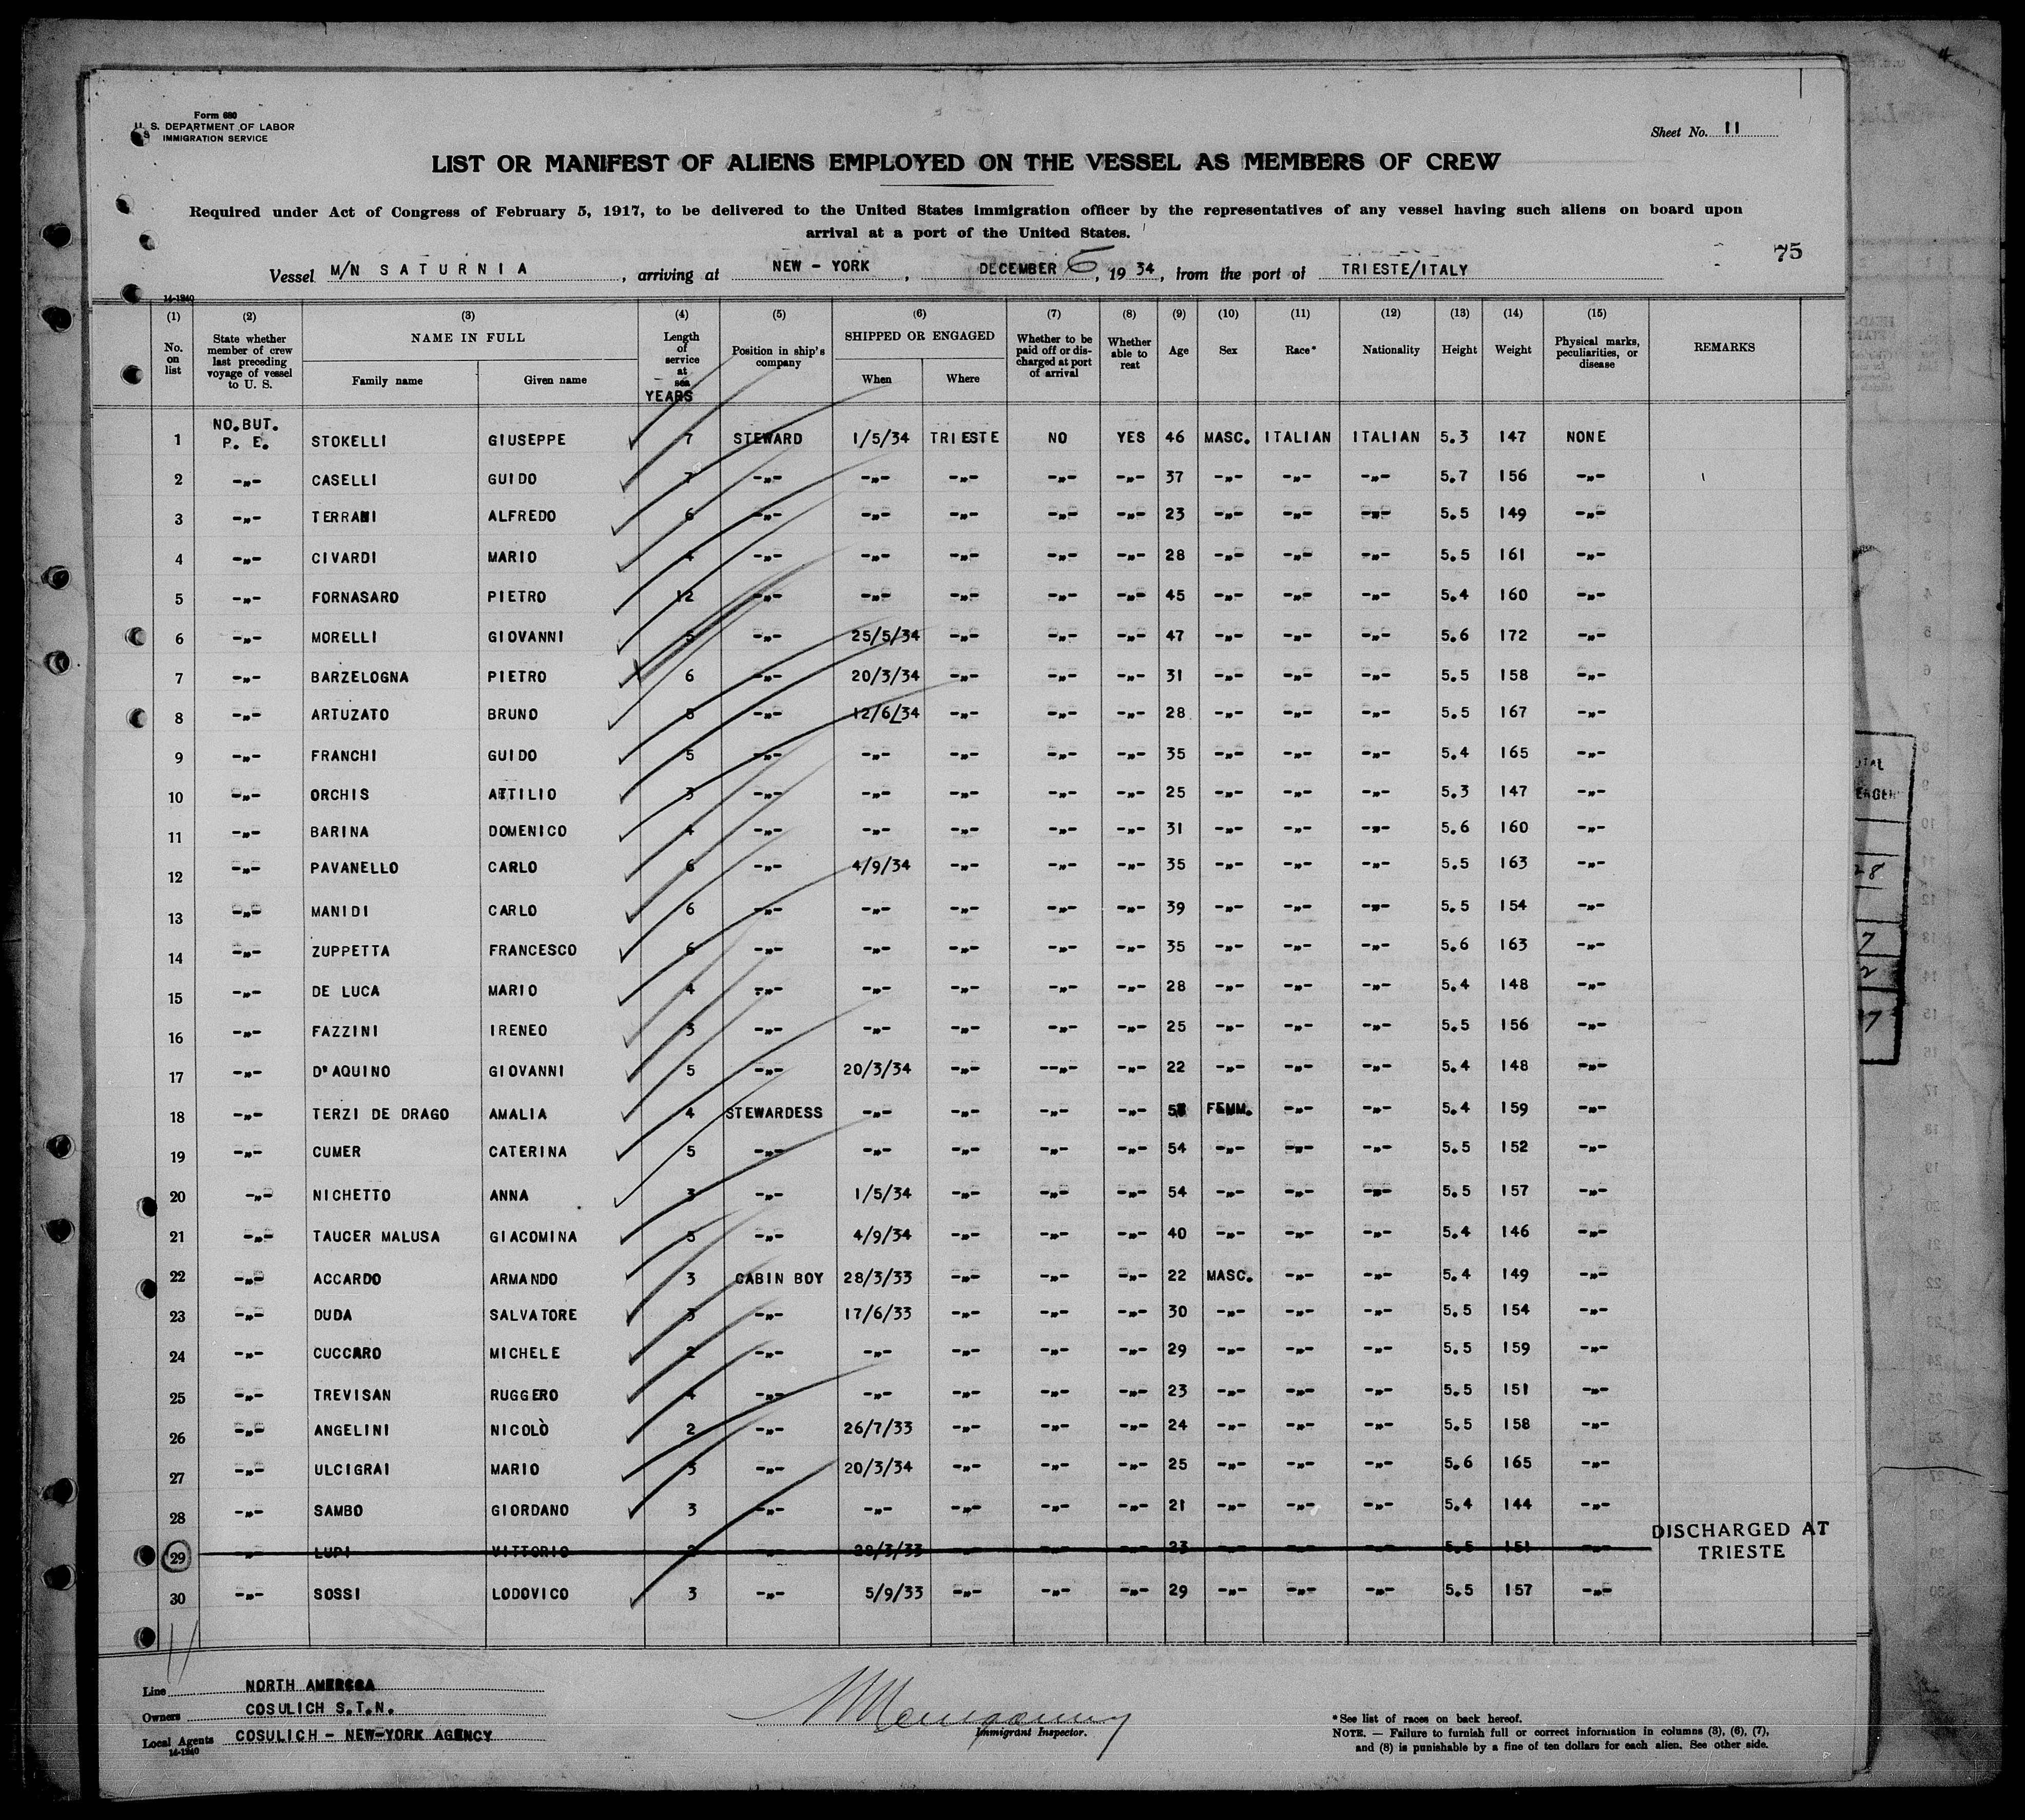 Form 680
U. S. DEPARTMENT OF LABOR
IMMIGRATION SERVICE
Sheet No. 11
LIST OR MANIFEST OF ALIENS EMPLOYED ON THE VESSEL AS MEMBERS OF CREW
Required under Act of Congress of February 5, 1917, to be delivered to the United States immigration officer by the representatives of any vessel having such aliens on board upon
arrival at a port of the United States.
75
Vessel M/N SATURNIA, arriving at NEW-YORK, DECEMBER 6, 1934, from the port of TRIESTE/ITALY
14-1240
(1) (2) (3) (4) (5) (6) (7) (8) (9) (10) (11) (12) (13) (14) (15)
No. on list State whether member of crew last preceding voyage of vessel to U. S. NAME IN FULL Family name Given name Length of service at sea YEARS Position in ship's company SHIPPED OR ENGAGED When Where Whether to be paid off or discharged at port of arrival Whether able to read Age Sex Race* Nationality Height Weight Physical marks, peculiarities, or disease REMARKS
1 NO.BUT. P. E. STOKELLI GIUSEPPE 7 STEWARD 1/5/34 TRIESTE NO YES 46 MASC. ITALIAN ITALIAN 5.3 147 NONE
2 -"- CASELLI GUIDO 7 -"- -"- -"- -"- -"- 37 -"- -"- -"- 5.7 156 -"-
3 -"- TERRANI ALFREDO 6 -"- -"- -"- -"- -"- 23 -"- -"- -"- 5.5 149 -"-
4 -"- CIVARDI MARIO 4 -"- -"- -"- -"- -"- 28 -"- -"- -"- 5.5 161 -"-
5 -"- FORNASARO PIETRO 12 -"- -"- -"- -"- -"- 45 -"- -"- -"- 5.4 160 -"-
6 -"- MORELLI GIOVANNI 5 -"- 25/5/34 -"- -"- -"- 47 -"- -"- -"- 5.6 172 -"-
7 -"- BARZELOGNA PIETRO 6 -"- 20/3/34 -"- -"- -"- 31 -"- -"- -"- 5.5 158 -"-
8 -"- ARTUZATO BRUNO 5 -"- 12/6/34 -"- -"- -"- 28 -"- -"- -"- 5.5 167 -"-
9 -"- FRANCHI GUIDO 5 -"- -"- -"- -"- -"- 35 -"- -"- -"- 5.4 165 -"-
10 -"- ORCHIS ATTILIO 3 -"- -"- -"- -"- -"- 25 -"- -"- -"- 5.3 147 -"-
11 -"- BARINA DOMENICO 4 -"- -"- -"- -"- -"- 31 -"- -"- -"- 5.6 160 -"-
12 -"- PAVANELLO CARLO 6 -"- 4/9/34 -"- -"- -"- 35 -"- -"- -"- 5.5 163 -"-
13 -"- MANIDI CARLO 6 -"- -"- -"- -"- -"- 39 -"- -"- -"- 5.5 154 -"-
14 -"- ZUPPETTA FRANCESCO 6 -"- -"- -"- -"- -"- 35 -"- -"- -"- 5.6 163 -"-
15 -"- DE LUCA MARIO 4 -"- -"- -"- -"- -"- 28 -"- -"- -"- 5.4 148 -"-
16 -"- FAZZINI IRENEO 3 -"- -"- -"- -"- -"- 25 -"- -"- -"- 5.5 156 -"-
17 -"- D'AQUINO GIOVANNI 5 -"- 20/3/34 -"- -"- -"- 22 -"- -"- -"- 5.4 148 -"-
18 -"- TERZI DE DRAGO AMALIA 4 STEWARDESS -"- -"- -"- -"- FEMM. -"- -"- 5.4 159 -"-
19 -"- CUMER CATERINA 5 -"- -"- -"- -"- -"- 54 -"- -"- -"- 5.5 152 -"-
20 -"- NICHETTO ANNA 3 -"- 1/5/34 -"- -"- -"- 54 -"- -"- -"- 5.5 157 -"-
21 -"- TAUCER MALUSA GIACOMINA 5 -"- 4/9/34 -"- -"- -"- 40 -"- -"- -"- 5.4 146 -"-
22 -"- ACCARDO ARMANDO 3 CABIN BOY 28/3/33 -"- -"- -"- 22 MASC. -"- -"- 5.4 149 -"-
23 -"- DUDA SALVATORE 3 -"- 17/6/33 -"- -"- -"- 30 -"- -"- -"- 5.5 154 -"-
24 -"- CUCCARO MICHELE 2 -"- -"- -"- -"- -"- 29 -"- -"- -"- 5.5 159 -"-
25 -"- TREVISAN RUGGERO 4 -"- -"- -"- -"- -"- 23 -"- -"- -"- 5.5 151 -"-
26 -"- ANGELINI NICOLÒ 2 -"- 26/7/33 -"- -"- -"- 24 -"- -"- -"- 5.5 158 -"-
27 -"- ULCIGRAI MARIO 3 -"- 20/3/34 -"- -"- -"- 25 -"- -"- -"- 5.6 165 -"-
28 -"- SAMBO GIORDANO 3 -"- -"- -"- -"- -"- 21 -"- -"- -"- 5.4 144 -"-
29 -"- LUPI VITTORIO 2 -"- 28/3/33 -"- -"- -"- 23 -"- -"- -"- 5.5 151 -"- DISCHARGED AT TRIESTE
30 -"- SOSSI LODOVICO 3 -"- 5/9/33 -"- -"- -"- 29 -"- -"- -"- 5.5 157 -"-
11
Line NORTH AMERICA
Owners COSULICH S.T.N.
Local Agents COSULICH - NEW-YORK AGENCY
14-1240
Immigrant Inspector.
*See list of races on back hereof.
NOTE. — Failure to furnish full or correct information in columns (3), (6), (7),
and (8) is punishable by a fine of ten dollars for each alien. See other side.